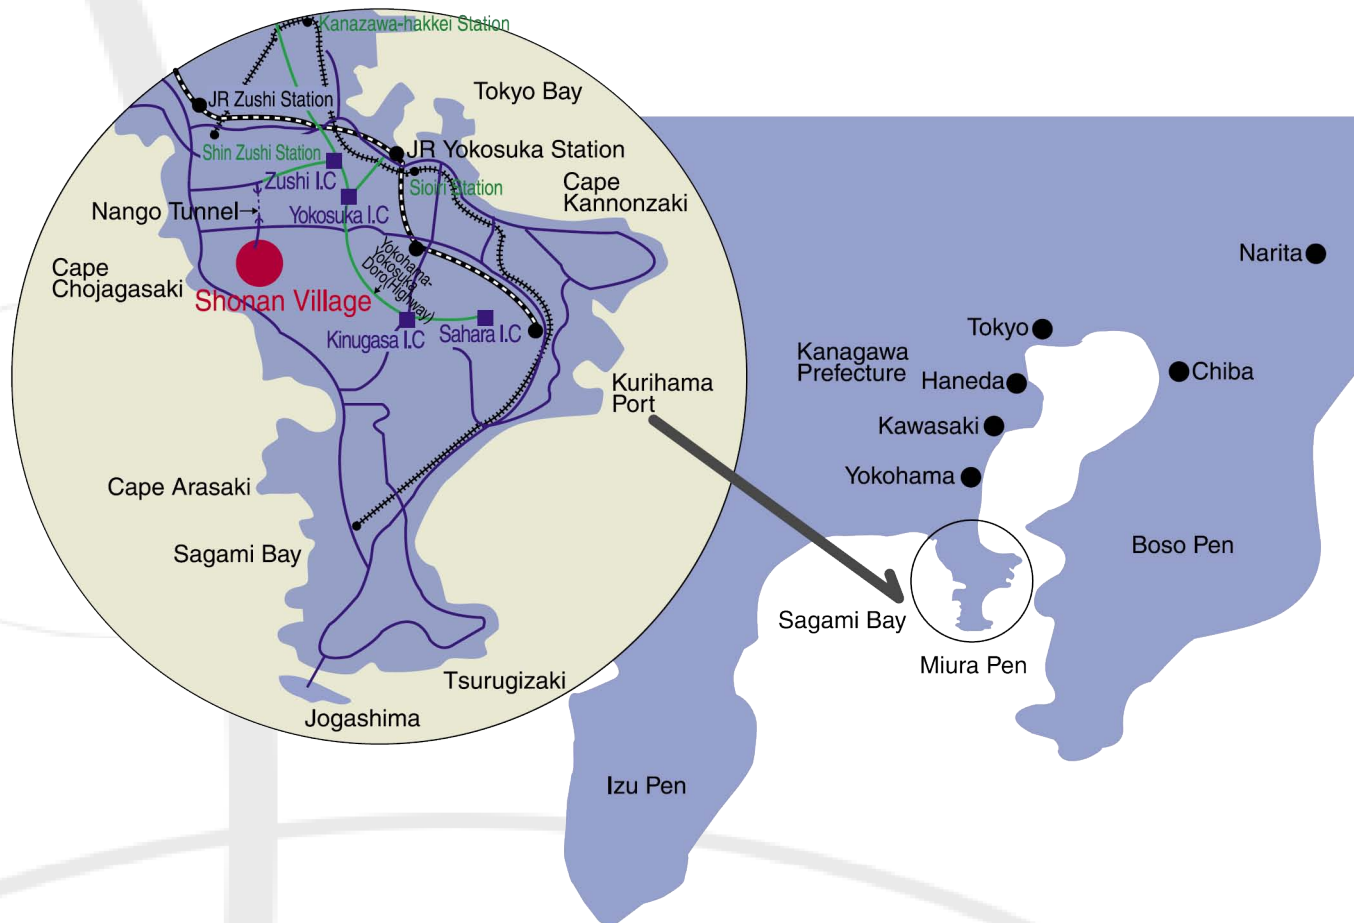 Kanazawa-hakkei Station
Tokyo Bay
JR Zushi Station
JR Yokosuka Station
Shin Zushi Station
Zushi I.C
Sioiri Station
Cape
Kannonzaki
Nango Tunnel→
Yokosuka I.C
Cape
Chojagasaki
Shonan Village
Yokohama-
Yokosuka
Doro(Highway)
Kinugasa I.C
Sahara I.C
Kurihama
Port
Cape Arasaki
Sagami Bay
Tsurugizaki
Jogashima
Narita
Tokyo
Kanagawa
Prefecture
Haneda
Chiba
Kawasaki
Yokohama
Boso Pen
Sagami Bay
Miura Pen
Izu Pen